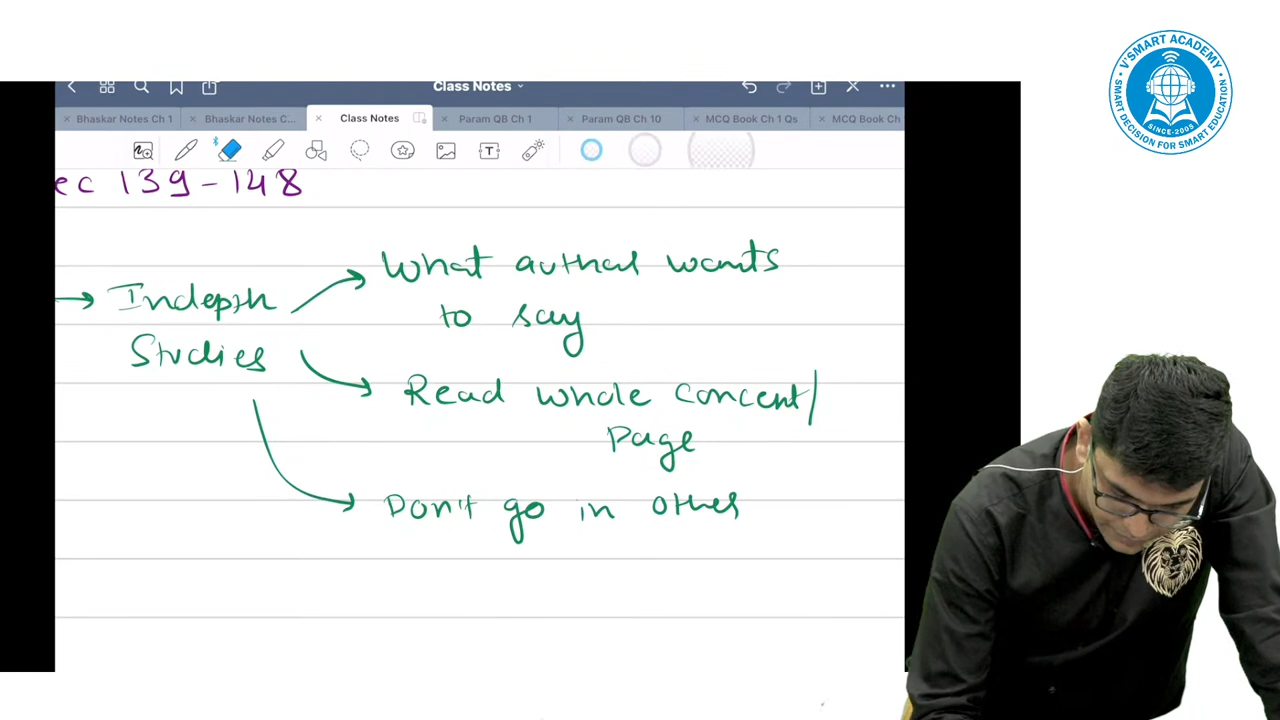 V'SMART ACADEMY
SMART DECISION FOR SMART EDUCATION
SINCE-2005
Class Notes
Bhaskar Notes Ch 1
Bhaskar Notes C...
Class Notes
Param QB Ch 1
Param QB Ch 10
MCQ Book Ch 1 Qs
MCQ Book Ch
ec 139-148
→ Indepth
Studies
What author wants
to say
Read whole concent/
Page
Don't go in other